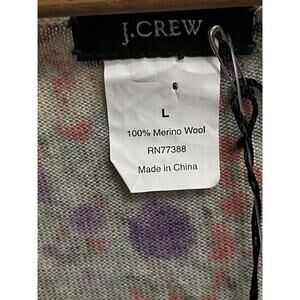 J.CREW
L
100% Merino Wool
RN77388
Made in China